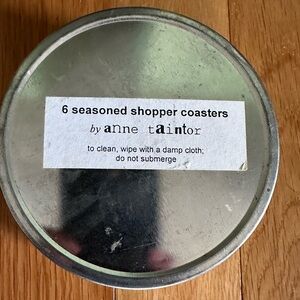 6 seasoned shopper coasters
by anne taintor
to clean, wipe with a damp cloth;
do not submerge